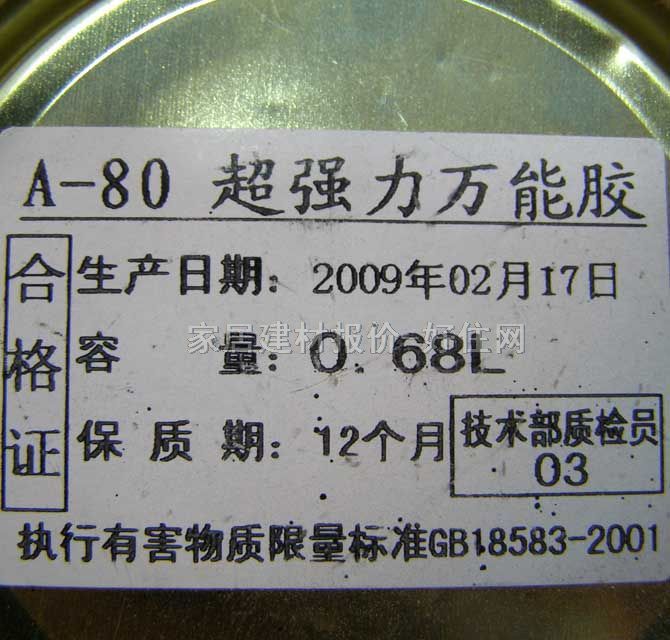 A-80 超强力万能胶
合格证
生产日期: 2009年02月17日
家居建材报价 好住网
容量: 0.68L
保质期: 12个月
技术部质检员
03
执行有害物质限量标准GB18583-2001